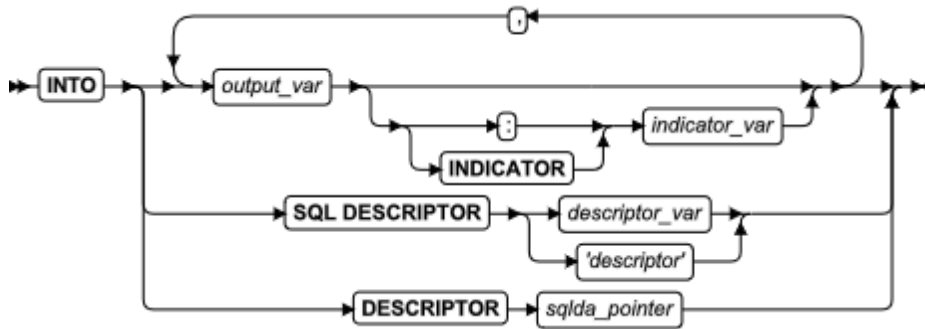 ,
INTO output_var
: indicator_var
INDICATOR
SQL DESCRIPTOR descriptor_var
'descriptor'
DESCRIPTOR sqlda_pointer